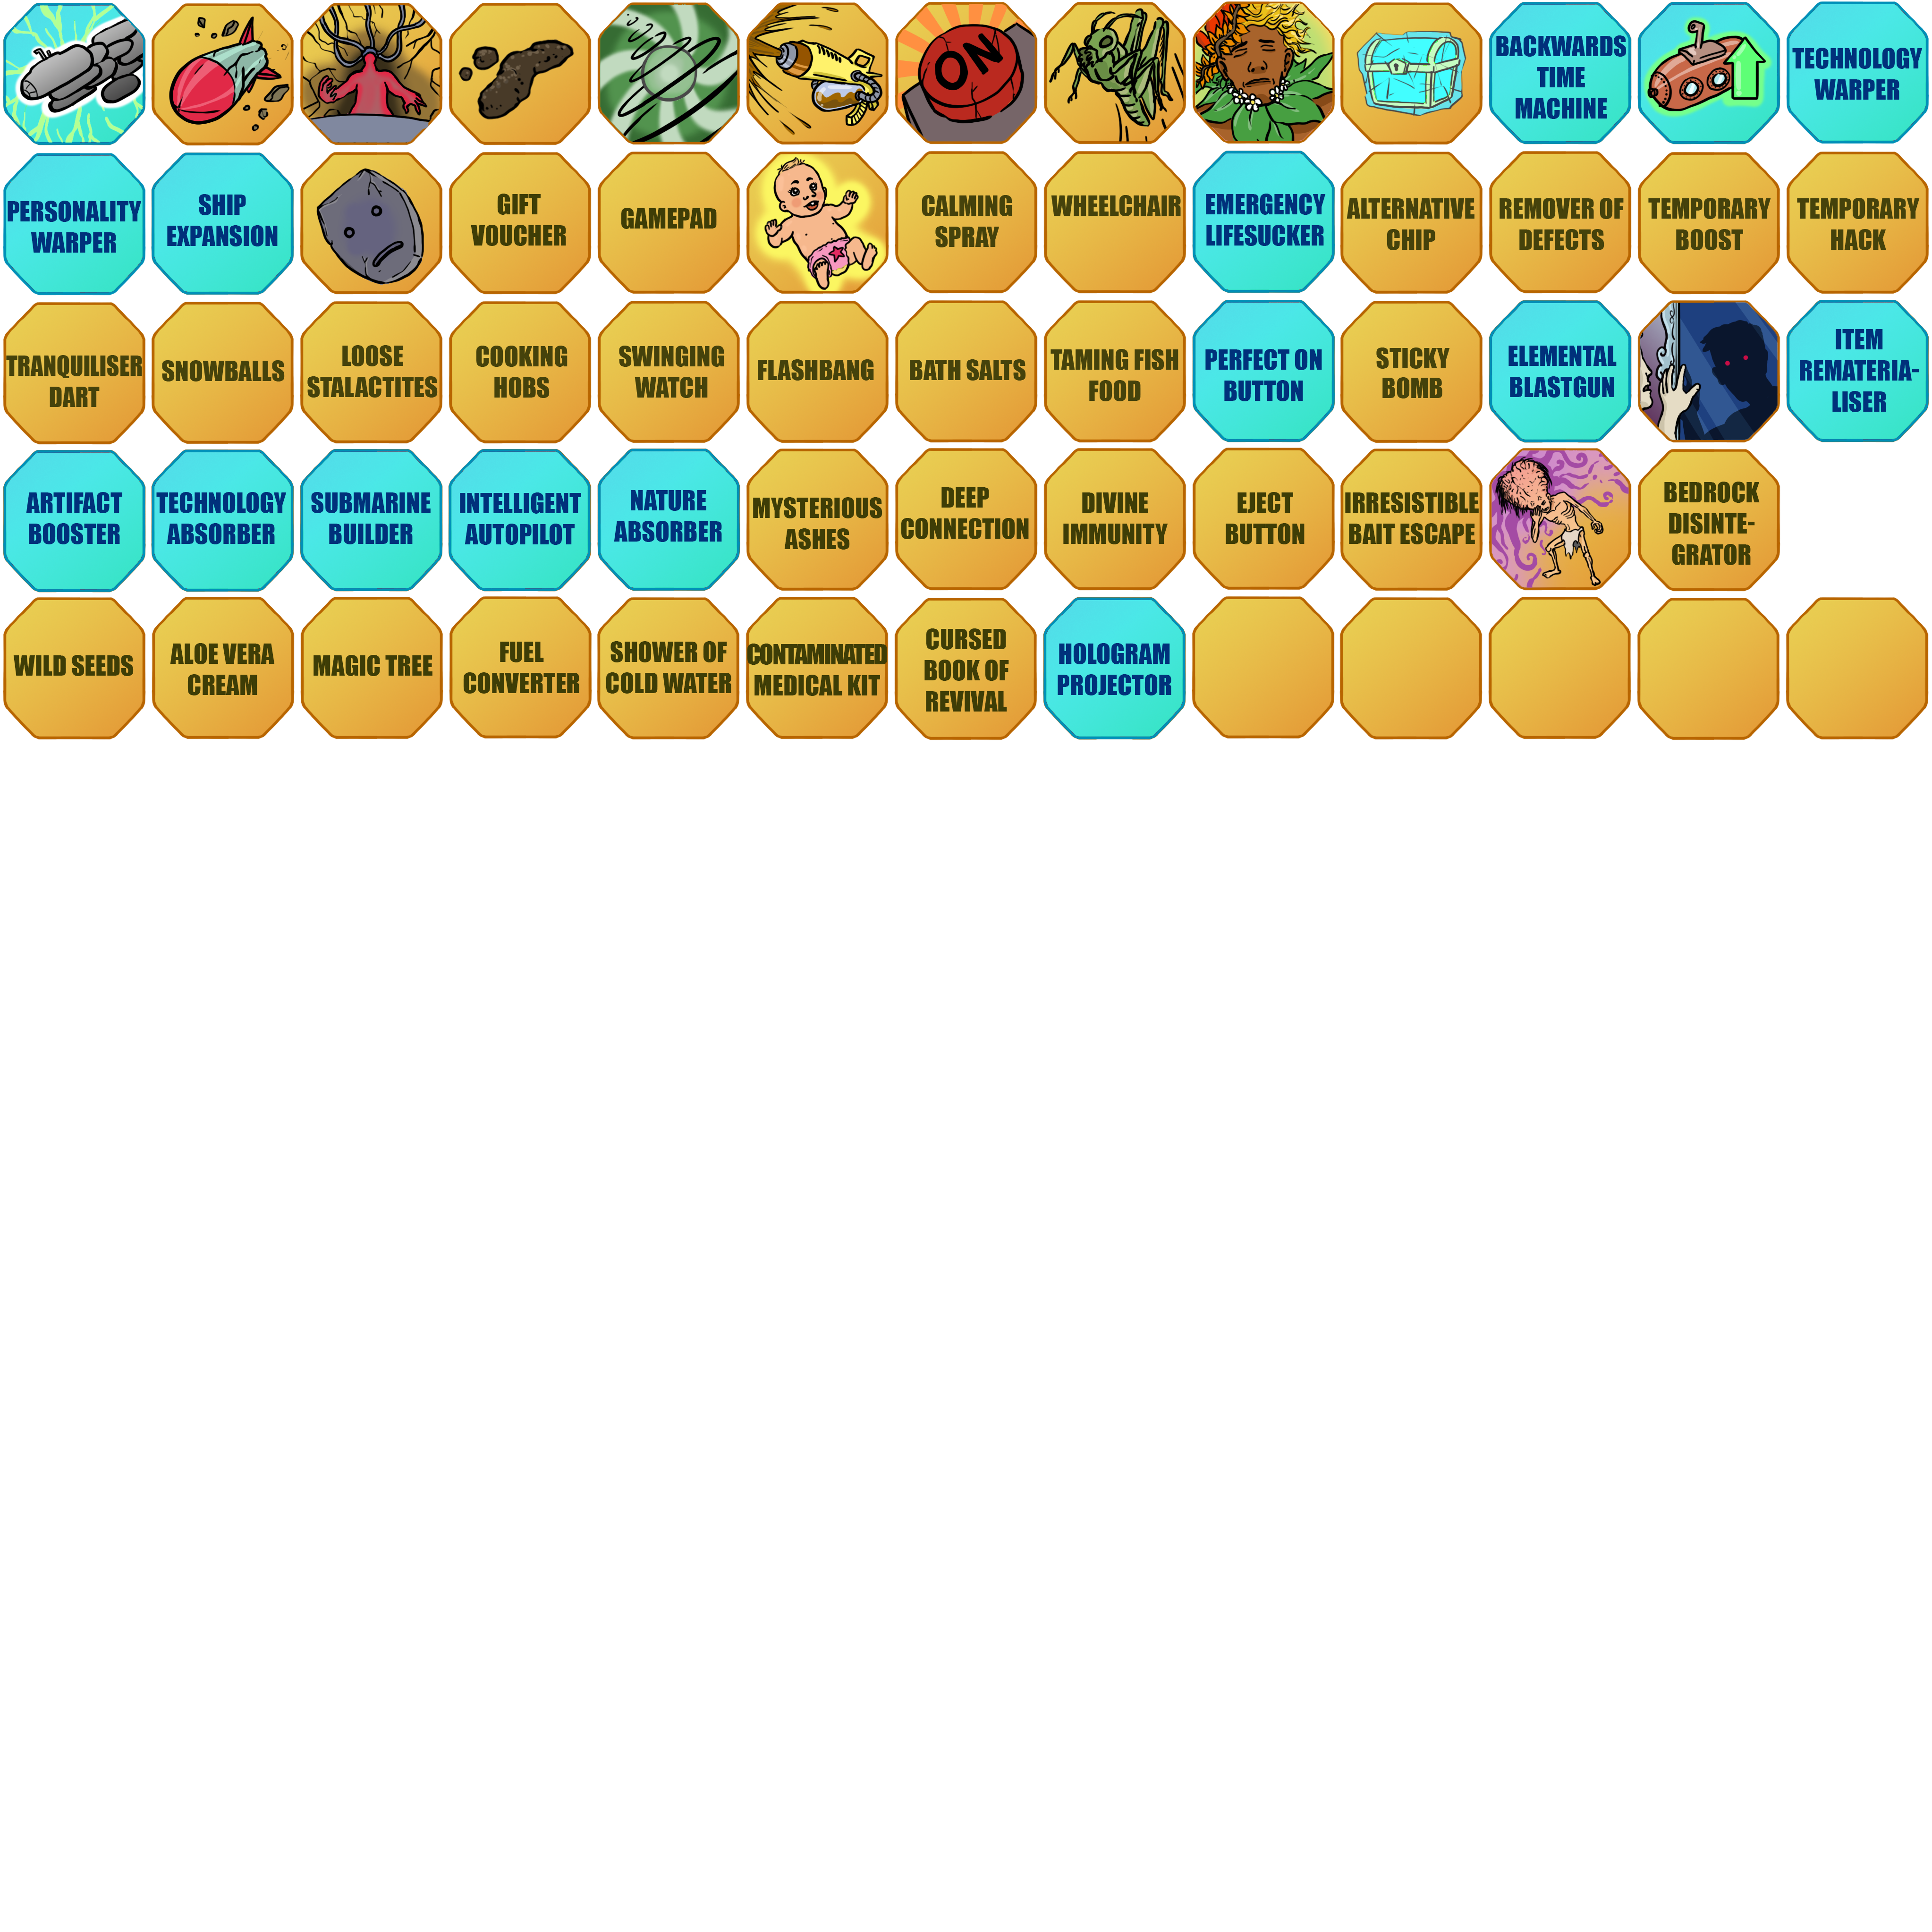 ON
BACKWARDS
TIME
MACHINE
TECHNOLOGY
WARPER
PERSONALITY
WARPER
SHIP
EXPANSION
GIFT
VOUCHER
GAMEPAD
CALMING
SPRAY
WHEELCHAIR
EMERGENCY
LIFESUCKER
ALTERNATIVE
CHIP
REMOVER OF
DEFECTS
TEMPORARY
BOOST
TEMPORARY
HACK
TRANQUILISER
DART
SNOWBALLS
LOOSE
STALACTITES
COOKING
HOBS
SWINGING
WATCH
FLASHBANG
BATH SALTS
TAMING FISH
FOOD
PERFECT ON
BUTTON
STICKY
BOMB
ELEMENTAL
BLASTGUN
ITEM
REMATERIA-
LISER
ARTIFACT
BOOSTER
TECHNOLOGY
ABSORBER
SUBMARINE
BUILDER
INTELLIGENT
AUTOPILOT
NATURE
ABSORBER
MYSTERIOUS
ASHES
DEEP
CONNECTION
DIVINE
IMMUNITY
EJECT
BUTTON
IRRESISTIBLE
BAIT ESCAPE
BEDROCK
DISINTE-
GRATOR
WILD SEEDS
ALOE VERA
CREAM
MAGIC TREE
FUEL
CONVERTER
SHOWER OF
COLD WATER
CONTAMINATED
MEDICAL KIT
CURSED
BOOK OF
REVIVAL
HOLOGRAM
PROJECTOR